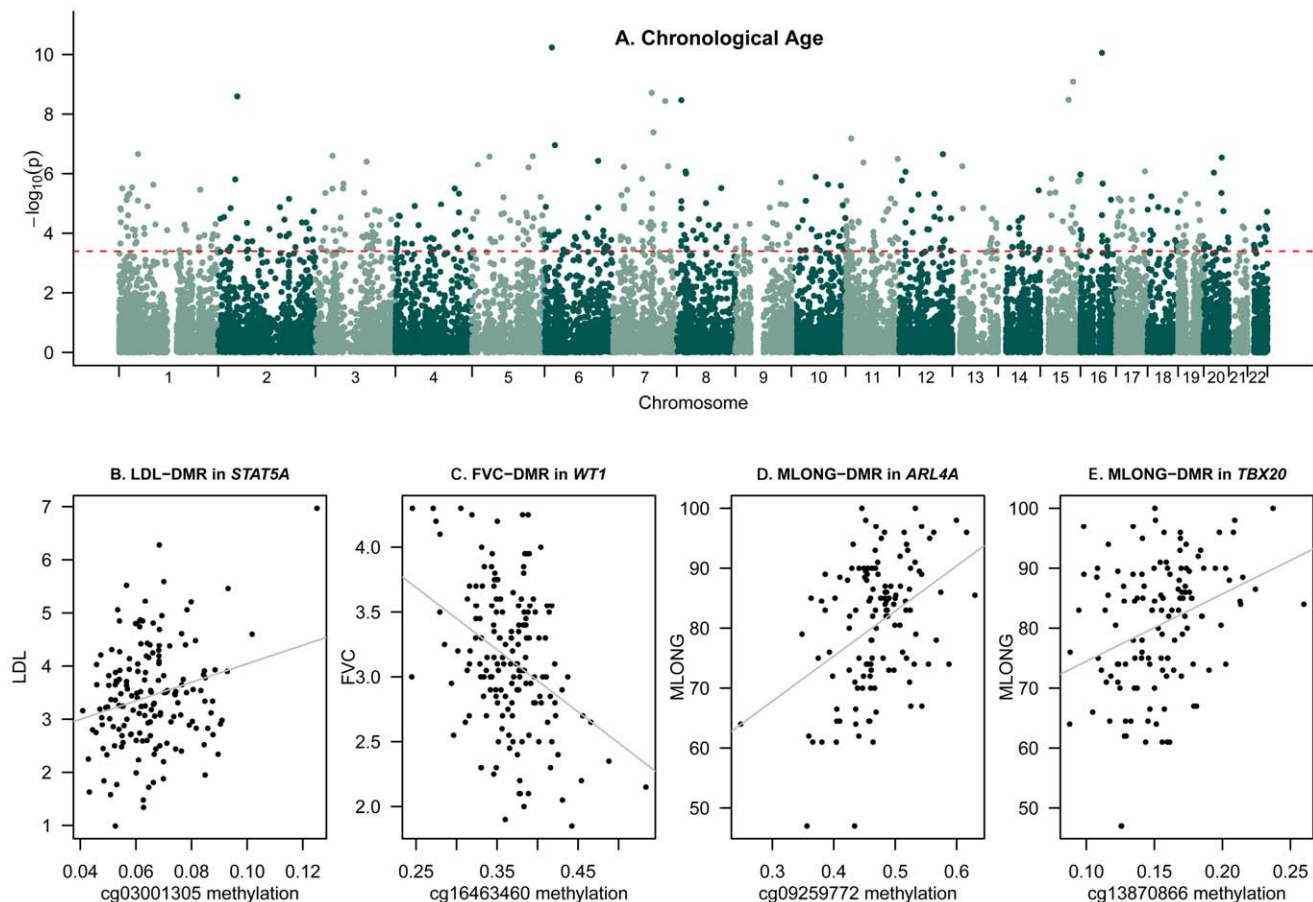 A. Chronological Age
−log10(p)
10
8
6
4
2
0
1 2 3 4 5 6 7 8 9 10 11 12 13 14 15 16 17 18 19 20 21 22
Chromosome
B. LDL−DMR in STAT5A
LDL
7
6
5
4
3
2
1
0.04 0.06 0.08 0.10 0.12
cg03001305 methylation
C. FVC−DMR in WT1
FVC
4.0
3.5
3.0
2.5
2.0
0.25 0.35 0.45
cg16463460 methylation
D. MLONG−DMR in ARL4A
MLONG
100
90
80
70
60
50
0.3 0.4 0.5 0.6
cg09259772 methylation
E. MLONG−DMR in TBX20
MLONG
100
90
80
70
60
50
0.10 0.15 0.20 0.25
cg13870866 methylation